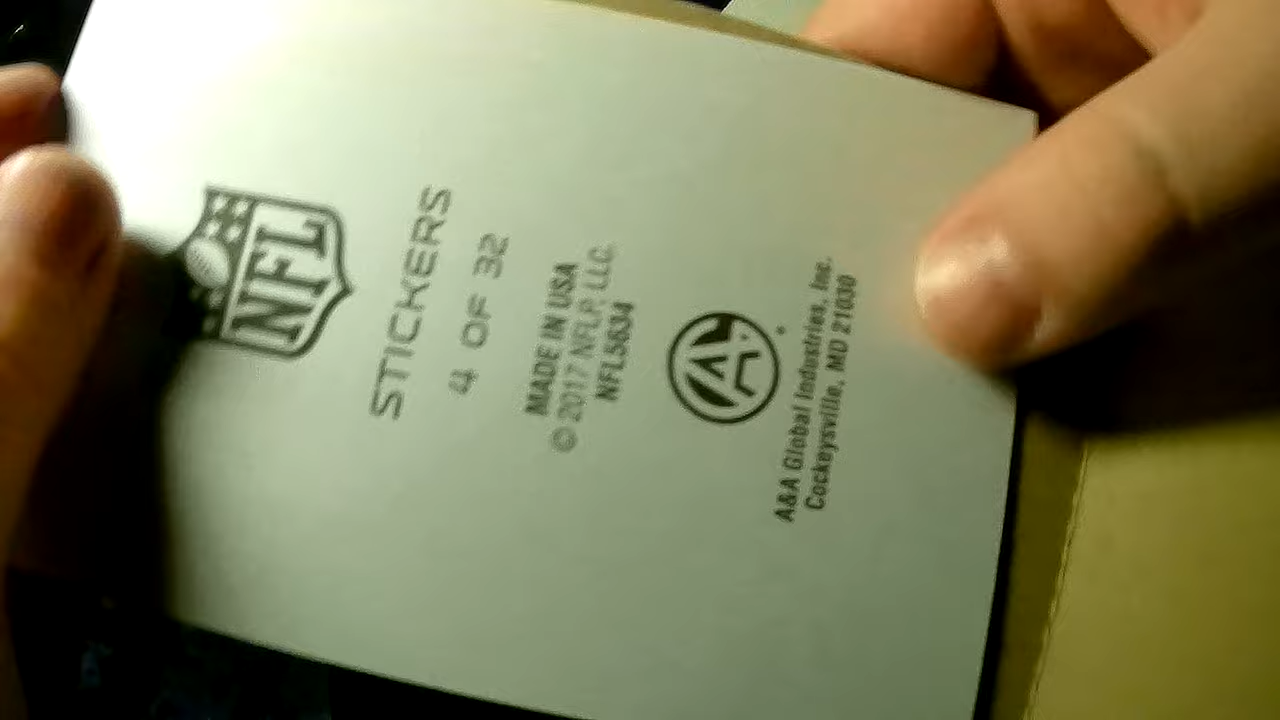 NFL
STICKERS
4 OF 32
MADE IN USA
© 2017 NFLP, LLC.
NFL5634
A
A&A Global Industries, Inc.
Cockeysville, MD 21030